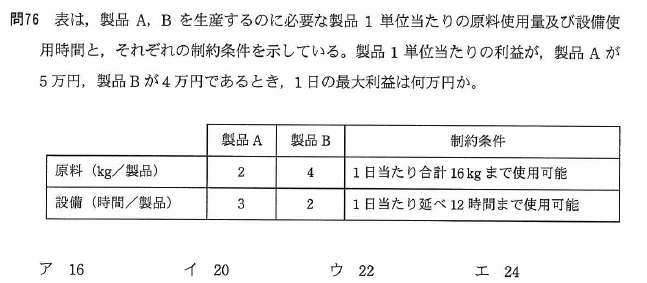 問76 表は，製品 A，B を生産するのに必要な製品 1 単位当たりの原料使用量及び設備使
用時間と，それぞれの制約条件を示している。製品 1 単位当たりの利益が，製品 A が
5 万円，製品 B が 4 万円であるとき，1 日の最大利益は何万円か。
製品 A 製品 B 制約条件
原料（kg／製品） 2 4 1 日当たり合計 16 kg まで使用可能
設備（時間／製品） 3 2 1 日当たり延べ 12 時間まで使用可能
ア 16 イ 20 ウ 22 エ 24